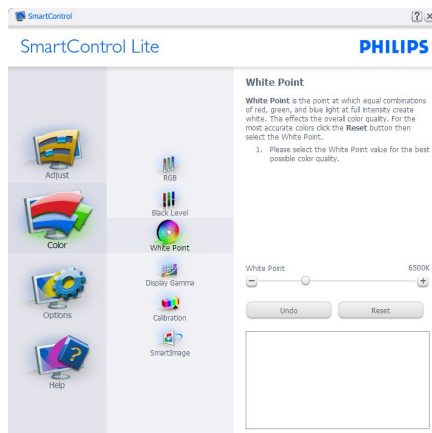 SmartControl
SmartControl Lite
PHILIPS
Adjust
Color
Options
Help
RGB
Black Level
White Point
Display Gamma
Calibration
SmartImage
White Point
White Point is the point at which equal combinations
of red, green, and blue light at full intensity create
white. This effects the overall color quality. For the
most accurate colors click the Reset button then
select the White Point.
1. Please select the White Point value for the best
possible color quality.
White Point 6500K
Undo Reset